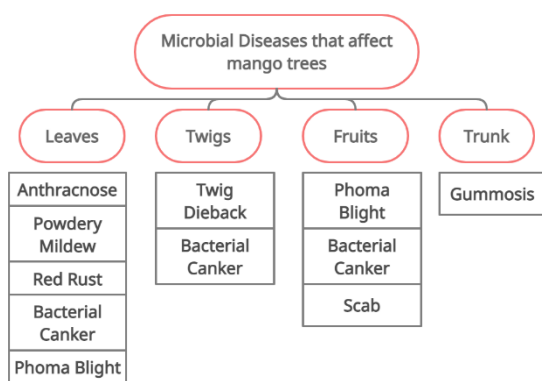 Microbial Diseases that affect
mango trees
Leaves
Twigs
Fruits
Trunk
Anthracnose
Powdery
Mildew
Red Rust
Bacterial
Canker
Phoma Blight
Twig
Dieback
Bacterial
Canker
Phoma
Blight
Bacterial
Canker
Scab
Gummosis